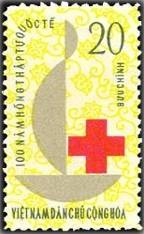 100 NĂM HỒNG THẬP TỰ QUỐC TẾ
20
BƯU CHÍNH
VIỆT NAM DÂN CHỦ CỘNG HÒA